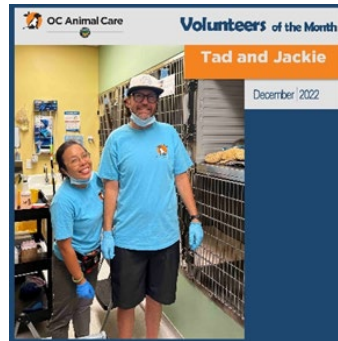 OC Animal Care
Volunteers of the Month
Tad and Jackie
December 2022